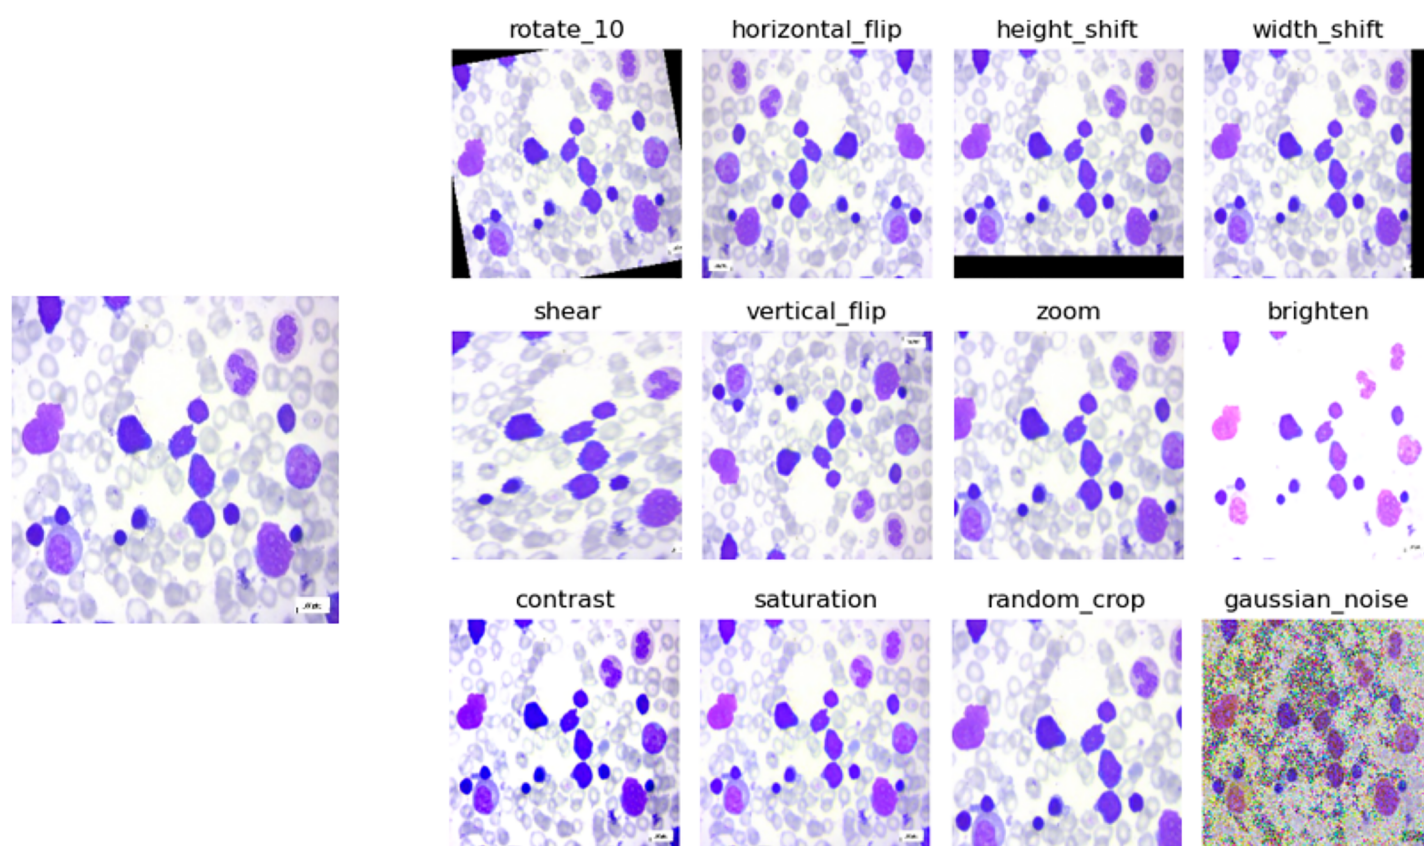 rotate_10
horizontal_flip
height_shift
width_shift
shear
vertical_flip
zoom
brighten
contrast
saturation
random_crop
gaussian_noise